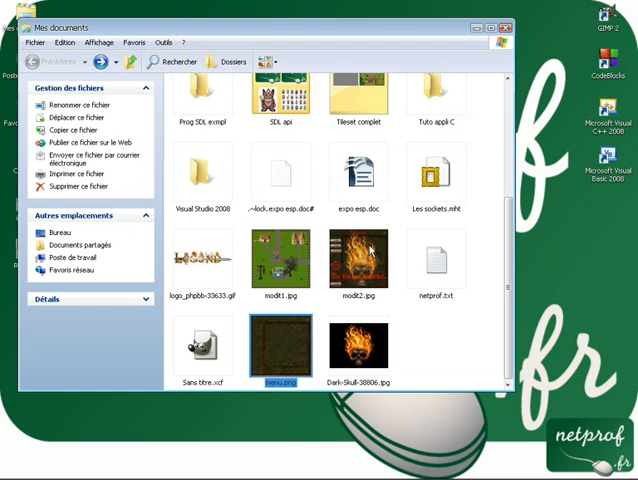 Mes documents
Fichier Edition Affichage Favoris Outils ?
Précédente Rechercher Dossiers
Gestion des fichiers
Renommer ce fichier
Déplacer ce fichier
Copier ce fichier
Publier ce fichier sur le Web
Envoyer ce fichier par courrier
électronique
Imprimer ce fichier
Supprimer ce fichier
Autres emplacements
Bureau
Documents partagés
Poste de travail
Favoris réseau
Détails
Prog SDL exmpl
SDL api
Tileset complet
Tuto appli C
Visual Studio 2008
.~lock.expo esp.doc#
expo esp.doc
Les sockets.mht
logo_phpbb-33633.gif
modit1.jpg
modit2.jpg
netprof.txt
Sans titre.xcf
menu.png
Dark-Skull-38806.jpg
GIMP 2
CodeBlocks
Microsoft Visual
C++ 2008
Microsoft Visual
Basic 2008
netprof
.fr